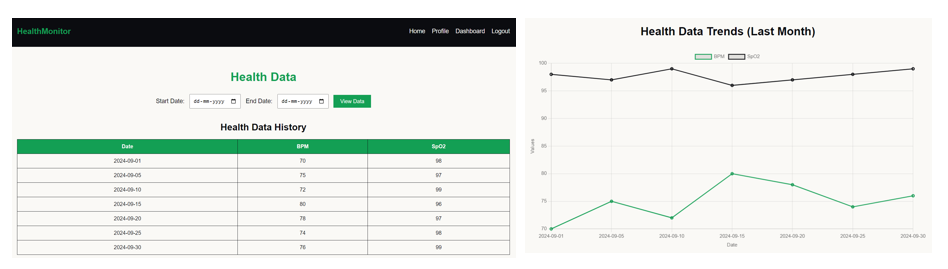 HealthMonitor
Home Profile Dashboard Logout
Health Data
Start Date: dd-mm-yyyy End Date: dd-mm-yyyy View Data
Health Data History
Date BPM SpO2
2024-09-01 70 98
2024-09-05 75 97
2024-09-10 72 99
2024-09-15 80 96
2024-09-20 78 97
2024-09-25 74 98
2024-09-30 76 99
Health Data Trends (Last Month)
BPM SpO2
100
95
90
85
80
75
70
Values
2024-09-01 2024-09-05 2024-09-10 2024-09-15 2024-09-20 2024-09-25 2024-09-30
Date